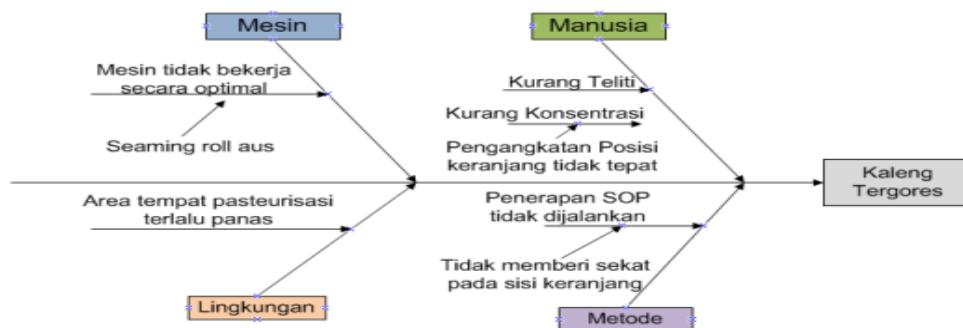 Mesin
Manusia
Mesin tidak bekerja
secara optimal
Seaming roll aus
Kurang Teliti
Kurang Konsentrasi
Pengangkatan Posisi
keranjang tidak tepat
Kaleng
Tergores
Area tempat pasteurisasi
terlalu panas
Penerapan SOP
tidak dijalankan
Tidak memberi sekat
pada sisi keranjang
Lingkungan
Metode